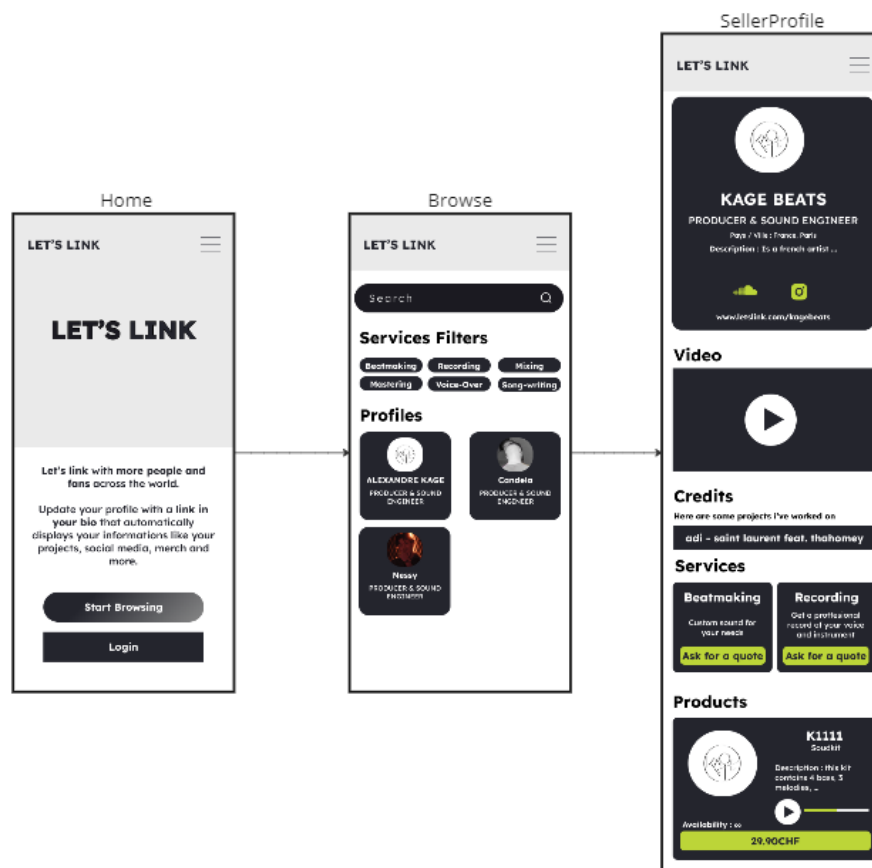 Home
LET'S LINK
LET'S LINK
Let's link with more people and
fans across the world.
Update your profile with a link in
your bio that automatically
displays your informations like your
projects, social media, merch and
more.
Start Browsing
Login
Browse
LET'S LINK
Search
Services Filters
Beatmaking
Recording
Mixing
Mastering
Voice-Over
Song-writing
Profiles
ALEXANDRE KAGE
PRODUCER & SOUND
ENGINEER
Candela
PRODUCER & SOUND
ENGINEER
Nessy
PRODUCER & SOUND
ENGINEER
SellerProfile
LET'S LINK
KAGE BEATS
PRODUCER & SOUND ENGINEER
Pays / Ville : France, Paris
Description : Is a french artist ...
www.letslink.com/kagebeats
Video
Credits
Here are some projects i've worked on
adi - saint laurent feat. thahomey
Services
Beatmaking
Custom sound for
your needs
Ask for a quote
Recording
Get a proffesional
record of your voice
and instrument
Ask for a quote
Products
K1111
Soudkit
Description : this kit
contains 4 bass, 3
melodies, ...
Availability : ∞
29.90CHF